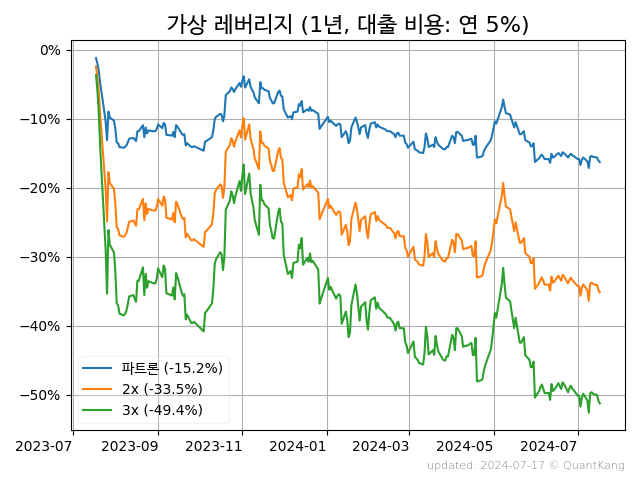 가상 레버리지 (1년, 대출 비용: 연 5%)
0%
−10%
−20%
−30%
−40%
−50%
파트론 (-15.2%)
2x (-33.5%)
3x (-49.4%)
2023-07 2023-09 2023-11 2024-01 2024-03 2024-05 2024-07
updated: 2024-07-17 © QuantKang